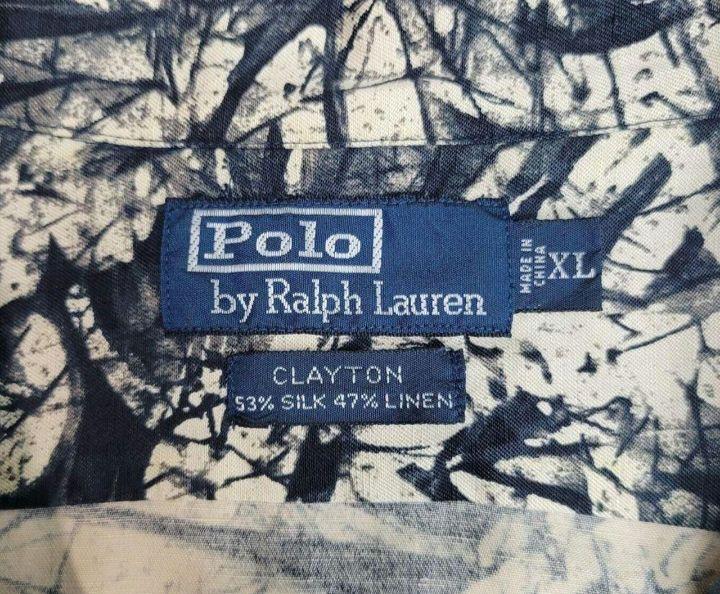 Polo
by Ralph Lauren
MADE IN
CHINA
XL
CLAYTON
53% SILK 47% LINEN